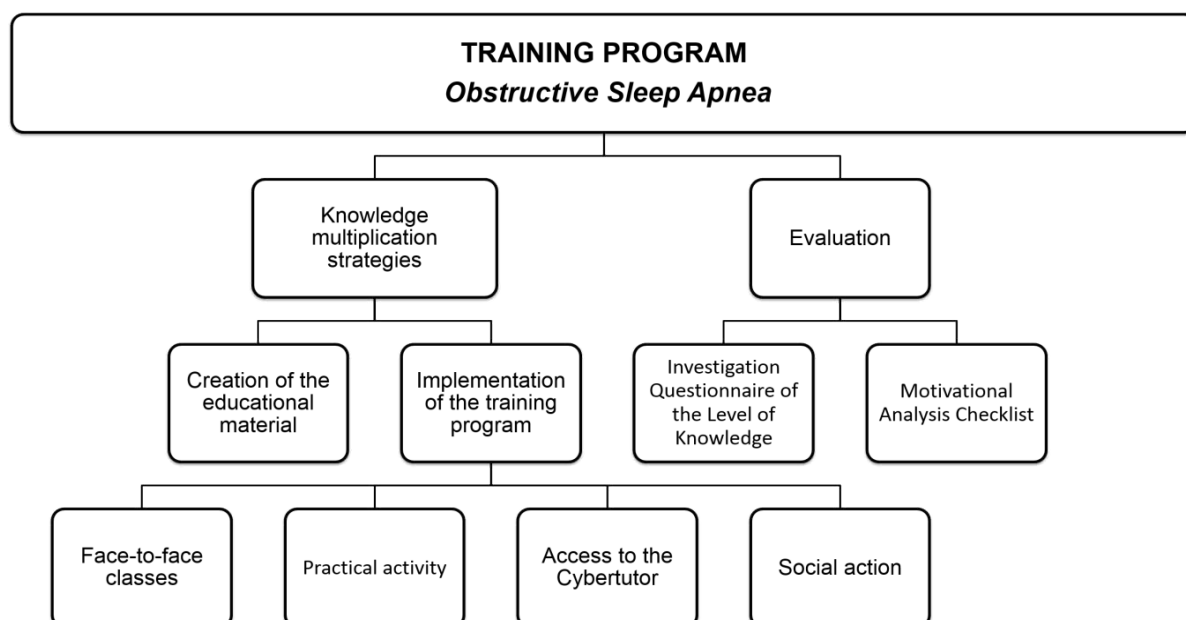 TRAINING PROGRAM
Obstructive Sleep Apnea
Knowledge
multiplication
strategies
Evaluation
Creation of the
educational
material
Implementation
of the training
program
Investigation
Questionnaire of
the Level of
Knowledge
Motivational
Analysis Checklist
Face-to-face
classes
Practical activity
Access to the
Cybertutor
Social action